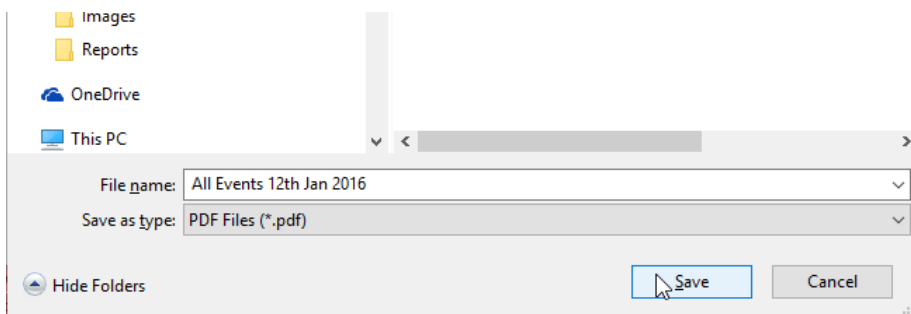 Images
Reports
OneDrive
This PC
File name: All Events 12th Jan 2016
Save as type: PDF Files (*.pdf)
Hide Folders Save Cancel